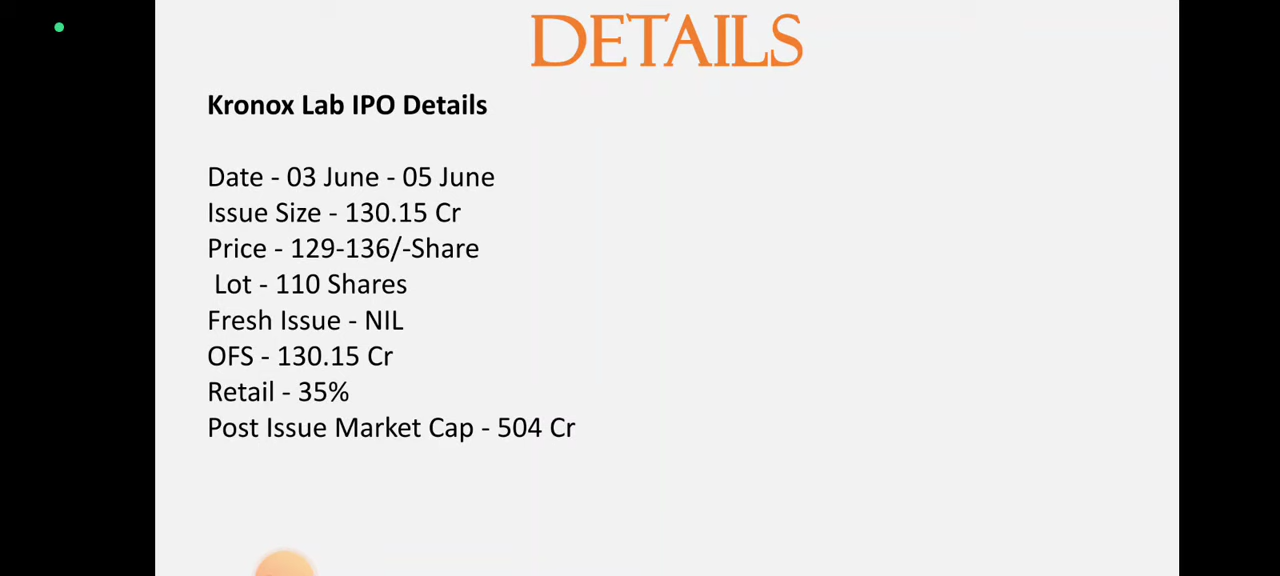 DETAILS
Kronox Lab IPO Details
Date - 03 June - 05 June
Issue Size - 130.15 Cr
Price - 129-136/-Share
Lot - 110 Shares
Fresh Issue - NIL
OFS - 130.15 Cr
Retail - 35%
Post Issue Market Cap - 504 Cr